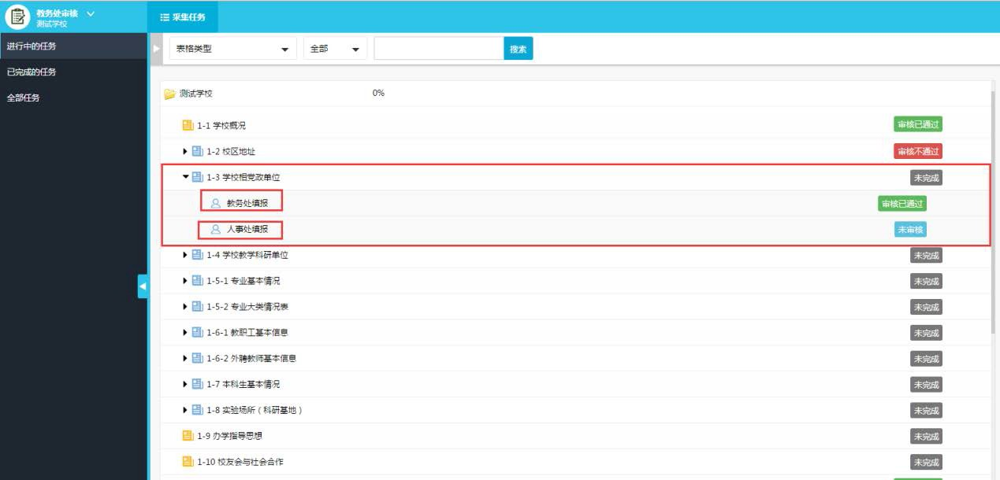 教务处审核
测试学校
采集任务
进行中的任务
已完成的任务
全部任务
表格类型
全部
搜索
测试学校 0%
1-1 学校概况 审核已通过
1-2 校区地址 审核不通过
1-3 学校相党政单位 未完成
教务处填报 审核已通过
人事处填报 未审核
1-4 学校教学科研单位 未完成
1-5-1 专业基本情况 未完成
1-5-2 专业大类情况表 未完成
1-6-1 教职工基本信息 未完成
1-6-2 外聘教师基本信息 未完成
1-7 本科生基本情况 未完成
1-8 实验场所（科研基地） 未完成
1-9 办学指导思想 未完成
1-10 校友会与社会合作 未完成